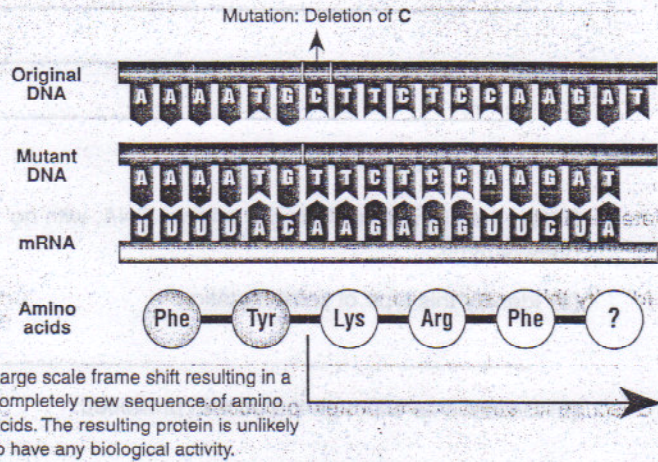 Mutation: Deletion of C
Original
DNA
A A A A T G C T T C T C C A A G A T
Mutant
DNA
A A A A T G T T C T C C A A G A T
mRNA
U U U U A C A A G A G G U U C U A
Amino
acids
Phe Tyr Lys Arg Phe ?
arge scale frame shift resulting in a
ompletely new sequence of amino
cids. The resulting protein is unlikely
o have any biological activity.